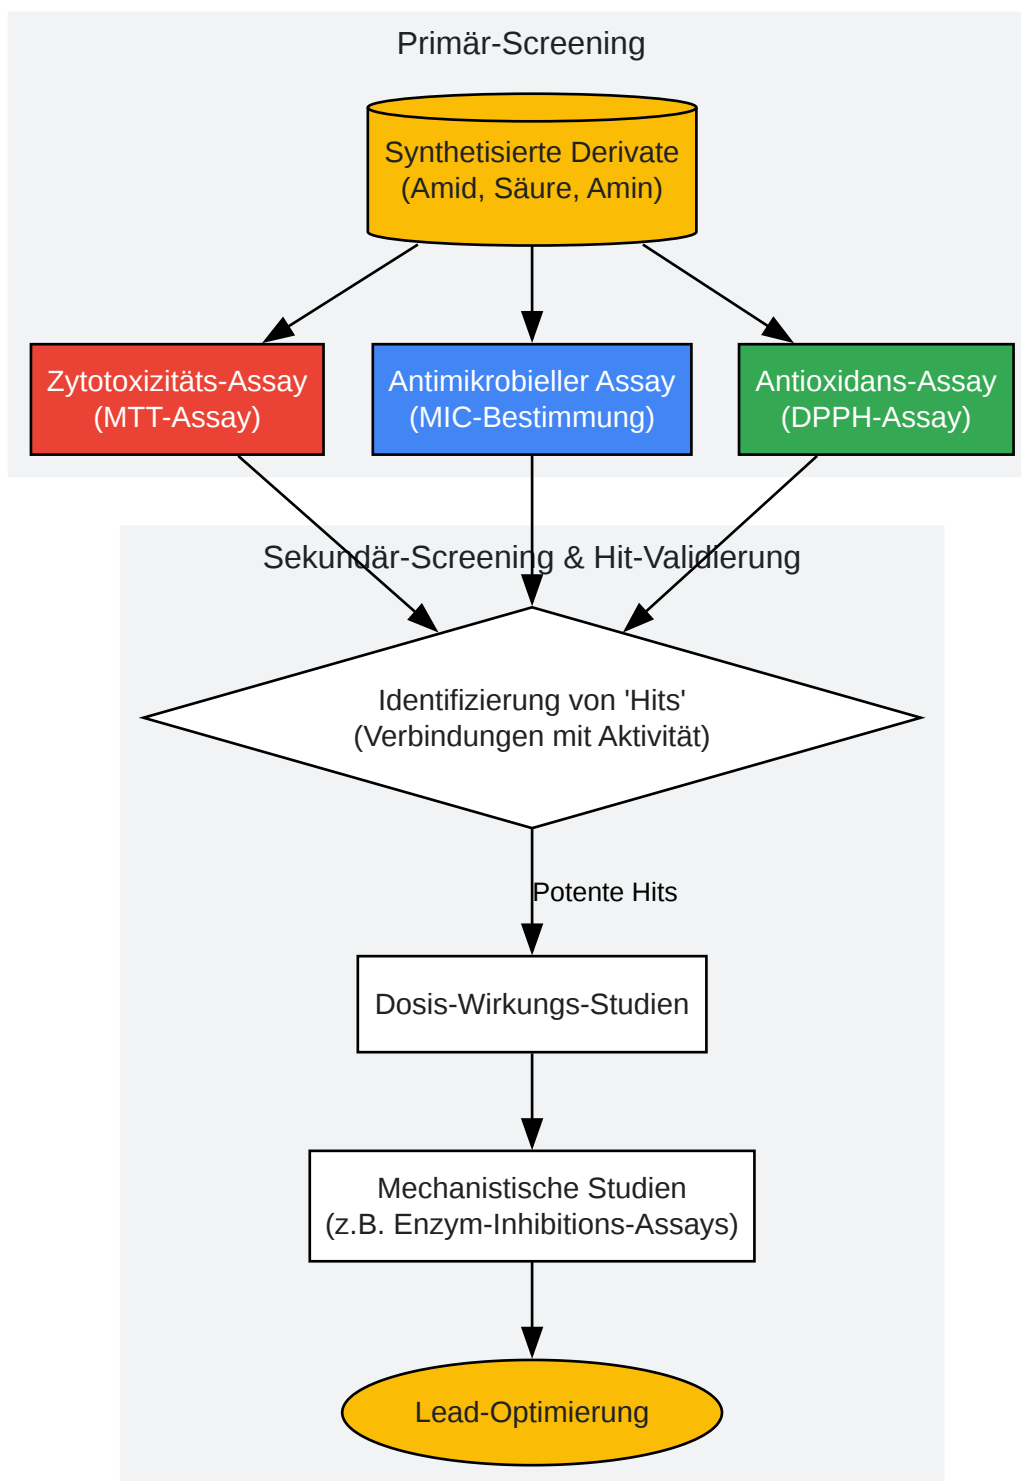 Primär-Screening
Synthetisierte Derivate
(Amid, Säure, Amin)
Zytotoxizitäts-Assay
(MTT-Assay)
Antimikrobieller Assay
(MIC-Bestimmung)
Antioxidans-Assay
(DPPH-Assay)
Sekundär-Screening & Hit-Validierung
Identifizierung von 'Hits'
(Verbindungen mit Aktivität)
Potente Hits
Dosis-Wirkungs-Studien
Mechanistische Studien
(z.B. Enzym-Inhibitions-Assays)
Lead-Optimierung